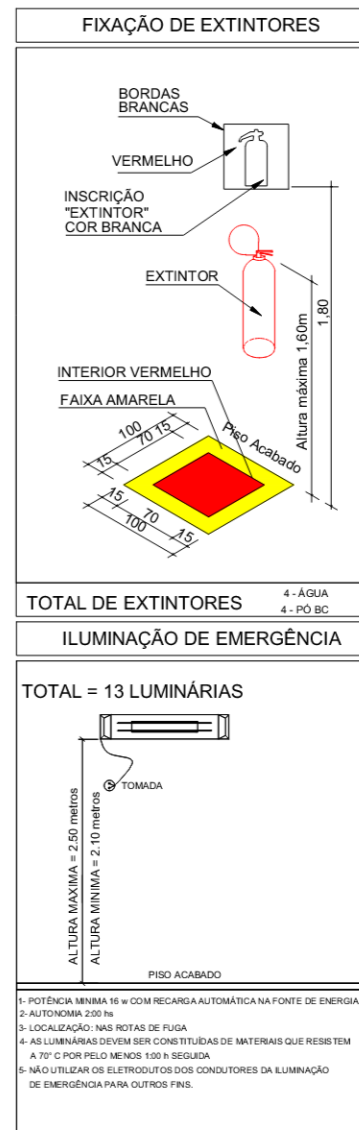 FIXAÇÃO DE EXTINTORES
BORDAS
BRANCAS
VERMELHO
INSCRIÇÃO
"EXTINTOR"
COR BRANCA
EXTINTOR
1,80
Altura máxima 1,60m
INTERIOR VERMELHO
FAIXA AMARELA
Piso Acabado
100
70 15
15
15
70
15
100
TOTAL DE EXTINTORES
4 - ÁGUA
4 - PÓ BC
ILUMINAÇÃO DE EMERGÊNCIA
TOTAL = 13 LUMINÁRIAS
TOMADA
ALTURA MAXIMA = 2.50 metros
ALTURA MINIMA = 2.10 metros
PISO ACABADO
1- POTÊNCIA MINIMA 16 w COM RECARGA AUTOMÁTICA NA FONTE DE ENERGIA
2- AUTONOMIA 2:00 hs
3- LOCALIZAÇÃO: NAS ROTAS DE FUGA
4- AS LUMINÁRIAS DEVEM SER CONSTITUÍDAS DE MATERIAIS QUE RESISTEM
A 70° C POR PELO MENOS 1:00 h SEGUIDA
5- NÃO UTILIZAR OS ELETRODUTOS DOS CONDUTORES DA ILUMINAÇÃO
DE EMERGÊNCIA PARA OUTROS FINS.